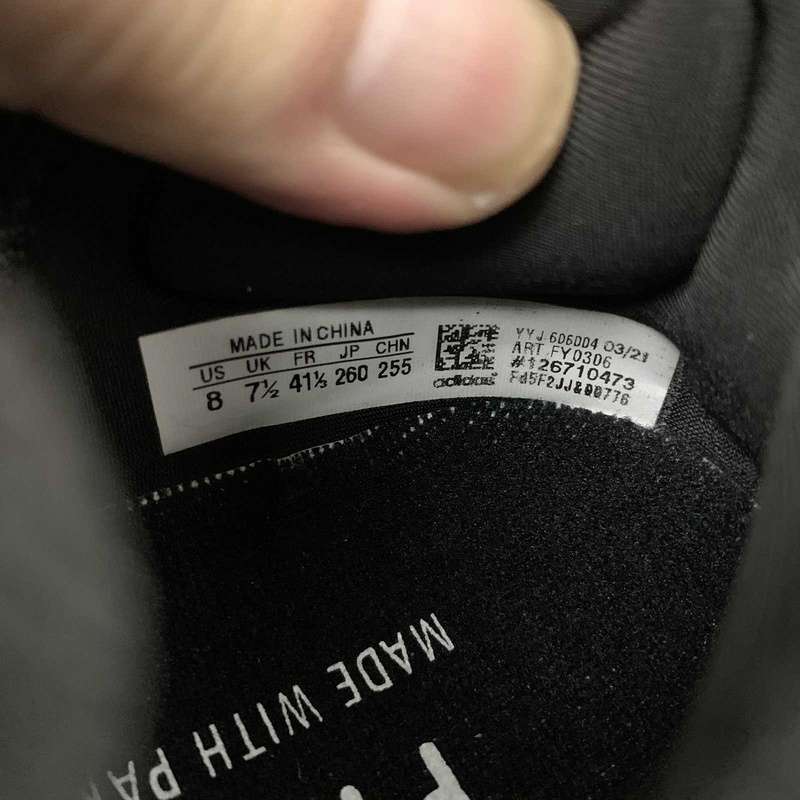 MADE IN CHINA
US UK FR JP CHN
8 7½ 41⅓ 260 255
adidas
YYJ 606004 03/21
ART FY0306
#126710473
MADE WITH PAR